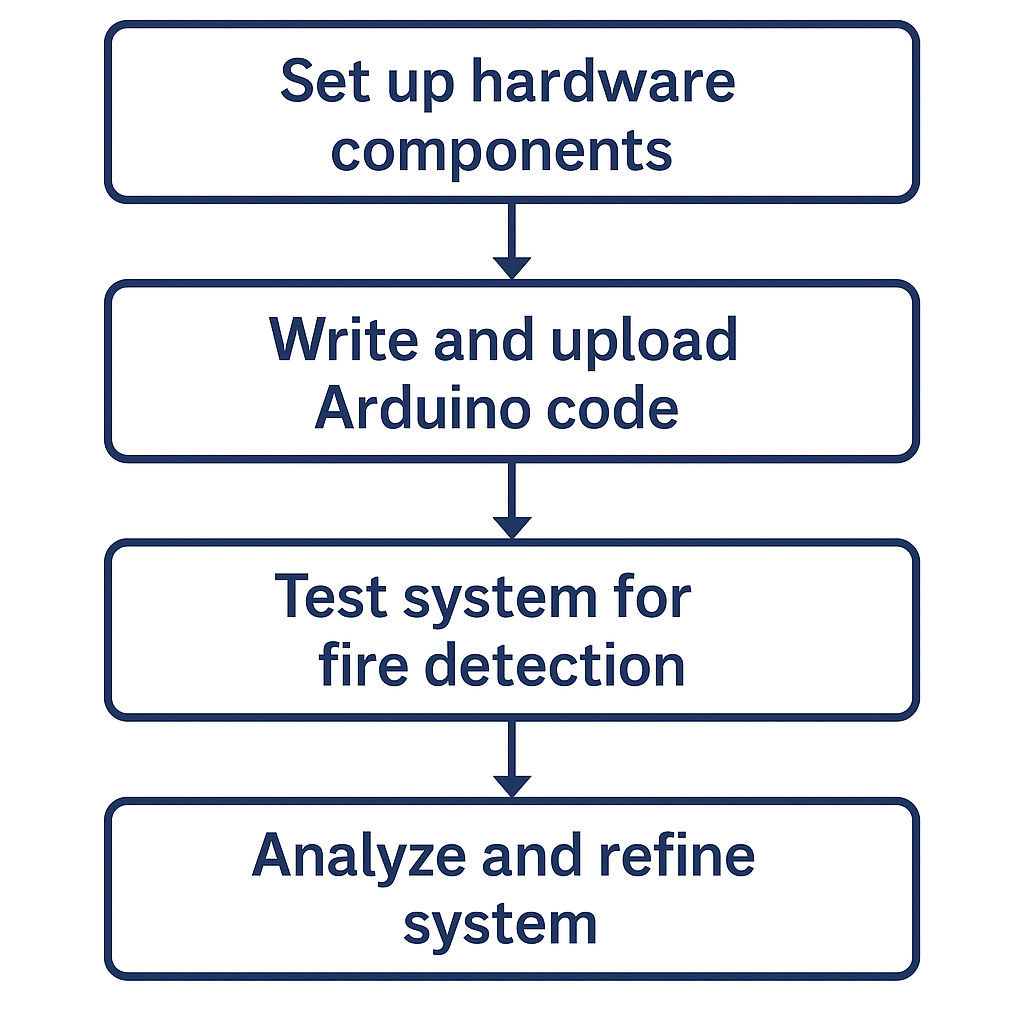 Set up hardware
components
Write and upload
Arduino code
Test system for
fire detection
Analyze and refine
system